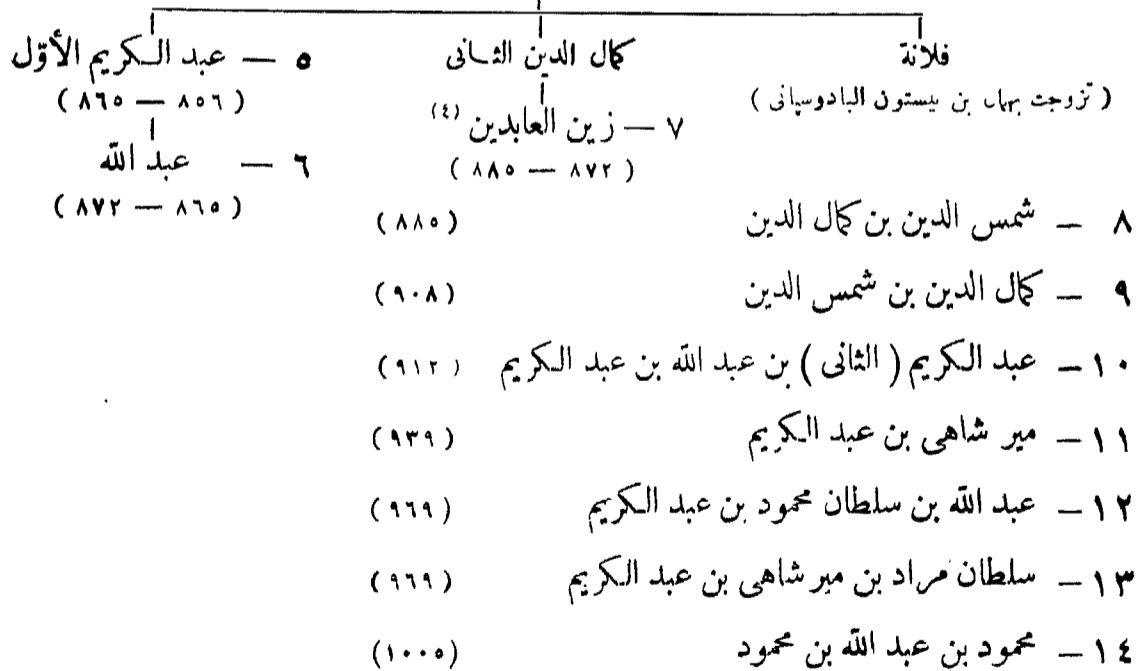 فلانة كمال الدين الثانى ٥ — عبد الكريم الأوّل
( تزوجت بهمان بن بيستون البادوسپانى ) ( ٨٥٦ — ٨٦٥ )
٧ — زين العابدين (٤) ٦ — عبد الله
( ٨٧٢ — ٨٨٥ ) ( ٨٦٥ — ٨٧٢ )
٨ — شمس الدين بن كمال الدين ( ٨٨٥ )
٩ — كمال الدين بن شمس الدين ( ٩٠٨ )
١٠ — عبد الكريم ( الثانى ) بن عبد الله بن عبد الكريم ( ٩١٢ )
١١ — مير شاهى بن عبد الكريم ( ٩٣٩ )
١٢ — عبد الله بن سلطان محمود بن عبد الكريم ( ٩٦٩ )
١٣ — سلطان مراد بن مير شاهى بن عبد الكريم ( ٩٦٩ )
١٤ — محمود بن عبد الله بن محمود ( ١٠٠٥ )